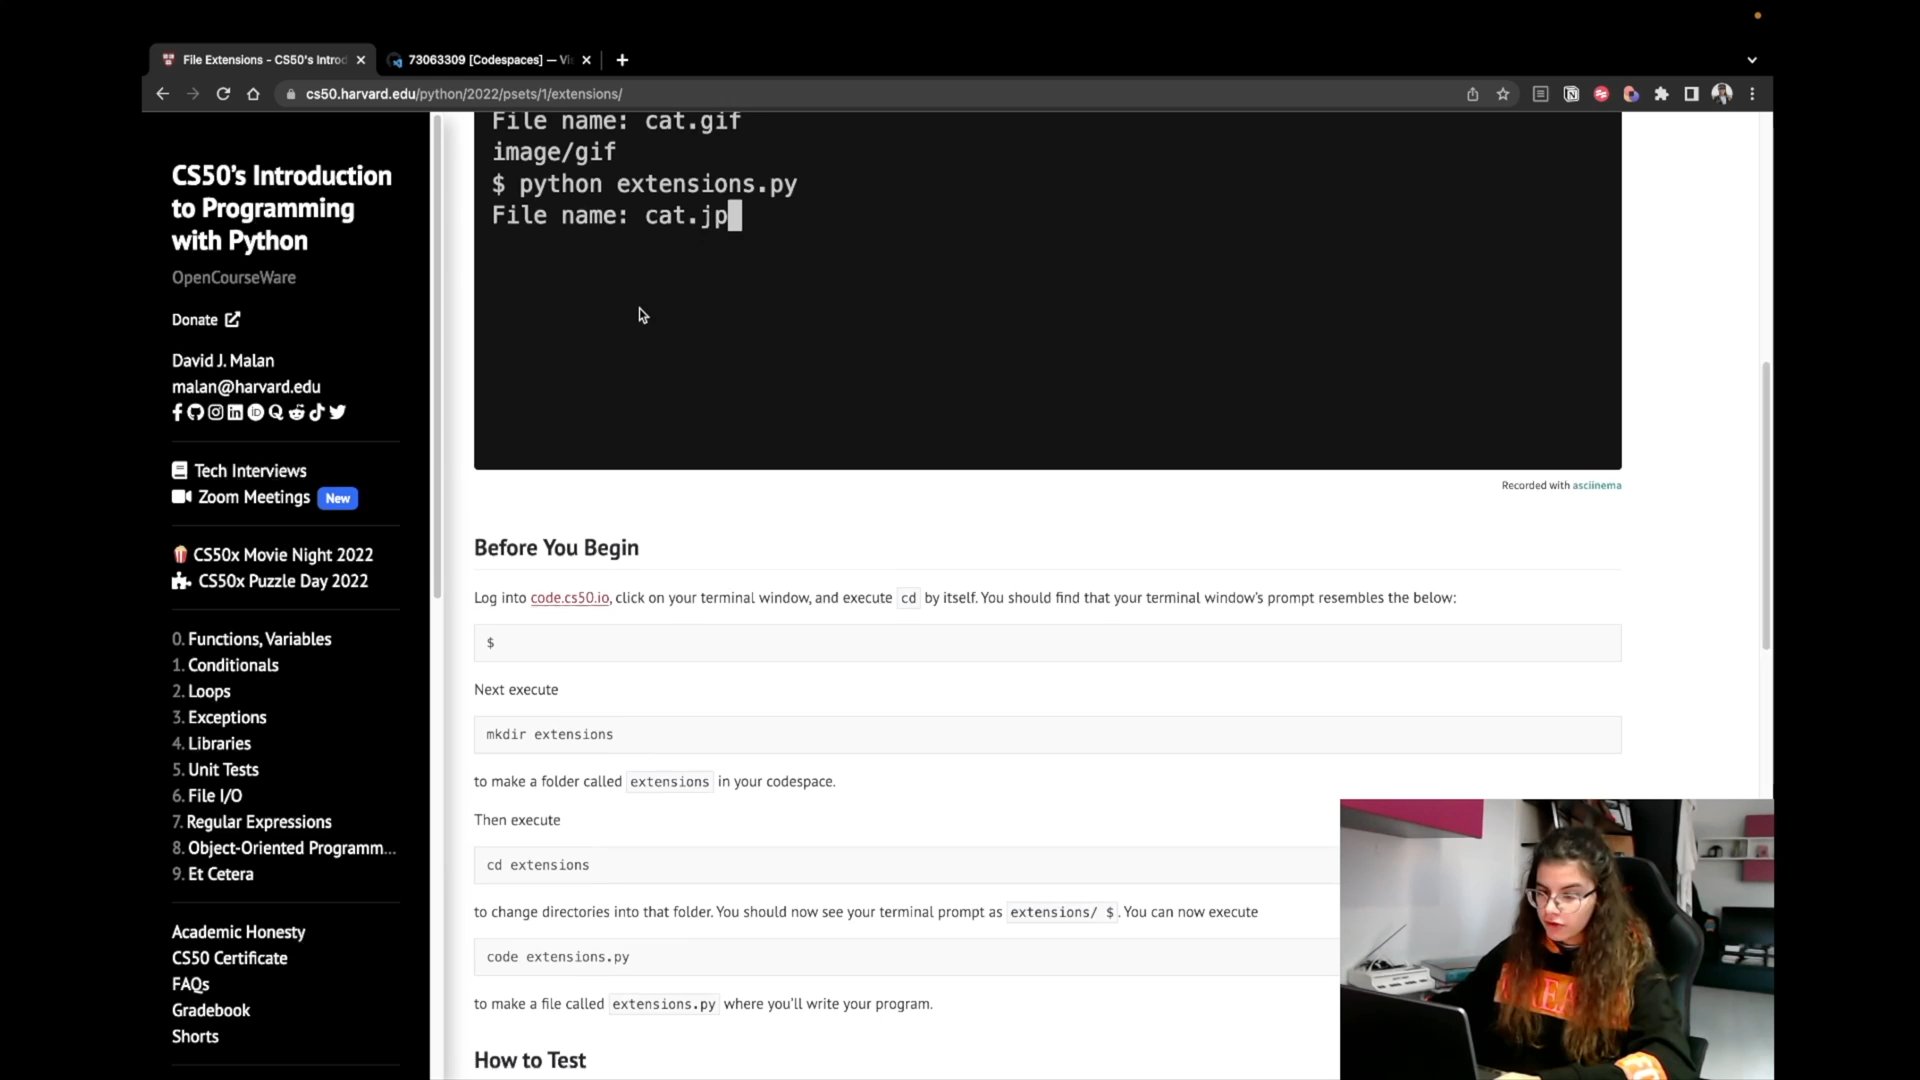 File Extensions - CS50's Introd
73063309 [Codespaces] — Vi
cs50.harvard.edu/python/2022/psets/1/extensions/
CS50's Introduction
to Programming
with Python
OpenCourseWare
Donate
David J. Malan
malan@harvard.edu
Tech Interviews
Zoom Meetings New
CS50x Movie Night 2022
CS50x Puzzle Day 2022
0. Functions, Variables
1. Conditionals
2. Loops
3. Exceptions
4. Libraries
5. Unit Tests
6. File I/O
7. Regular Expressions
8. Object-Oriented Programm...
9. Et Cetera
Academic Honesty
CS50 Certificate
FAQs
Gradebook
Shorts
File name: cat.gif
image/gif
$ python extensions.py
File name: cat.jp
Recorded with asciinema
Before You Begin
Log into code.cs50.io, click on your terminal window, and execute cd by itself. You should find that your terminal window's prompt resembles the below:
$
Next execute
mkdir extensions
to make a folder called extensions in your codespace.
Then execute
cd extensions
to change directories into that folder. You should now see your terminal prompt as extensions/ $. You can now execute
code extensions.py
to make a file called extensions.py where you'll write your program.
How to Test